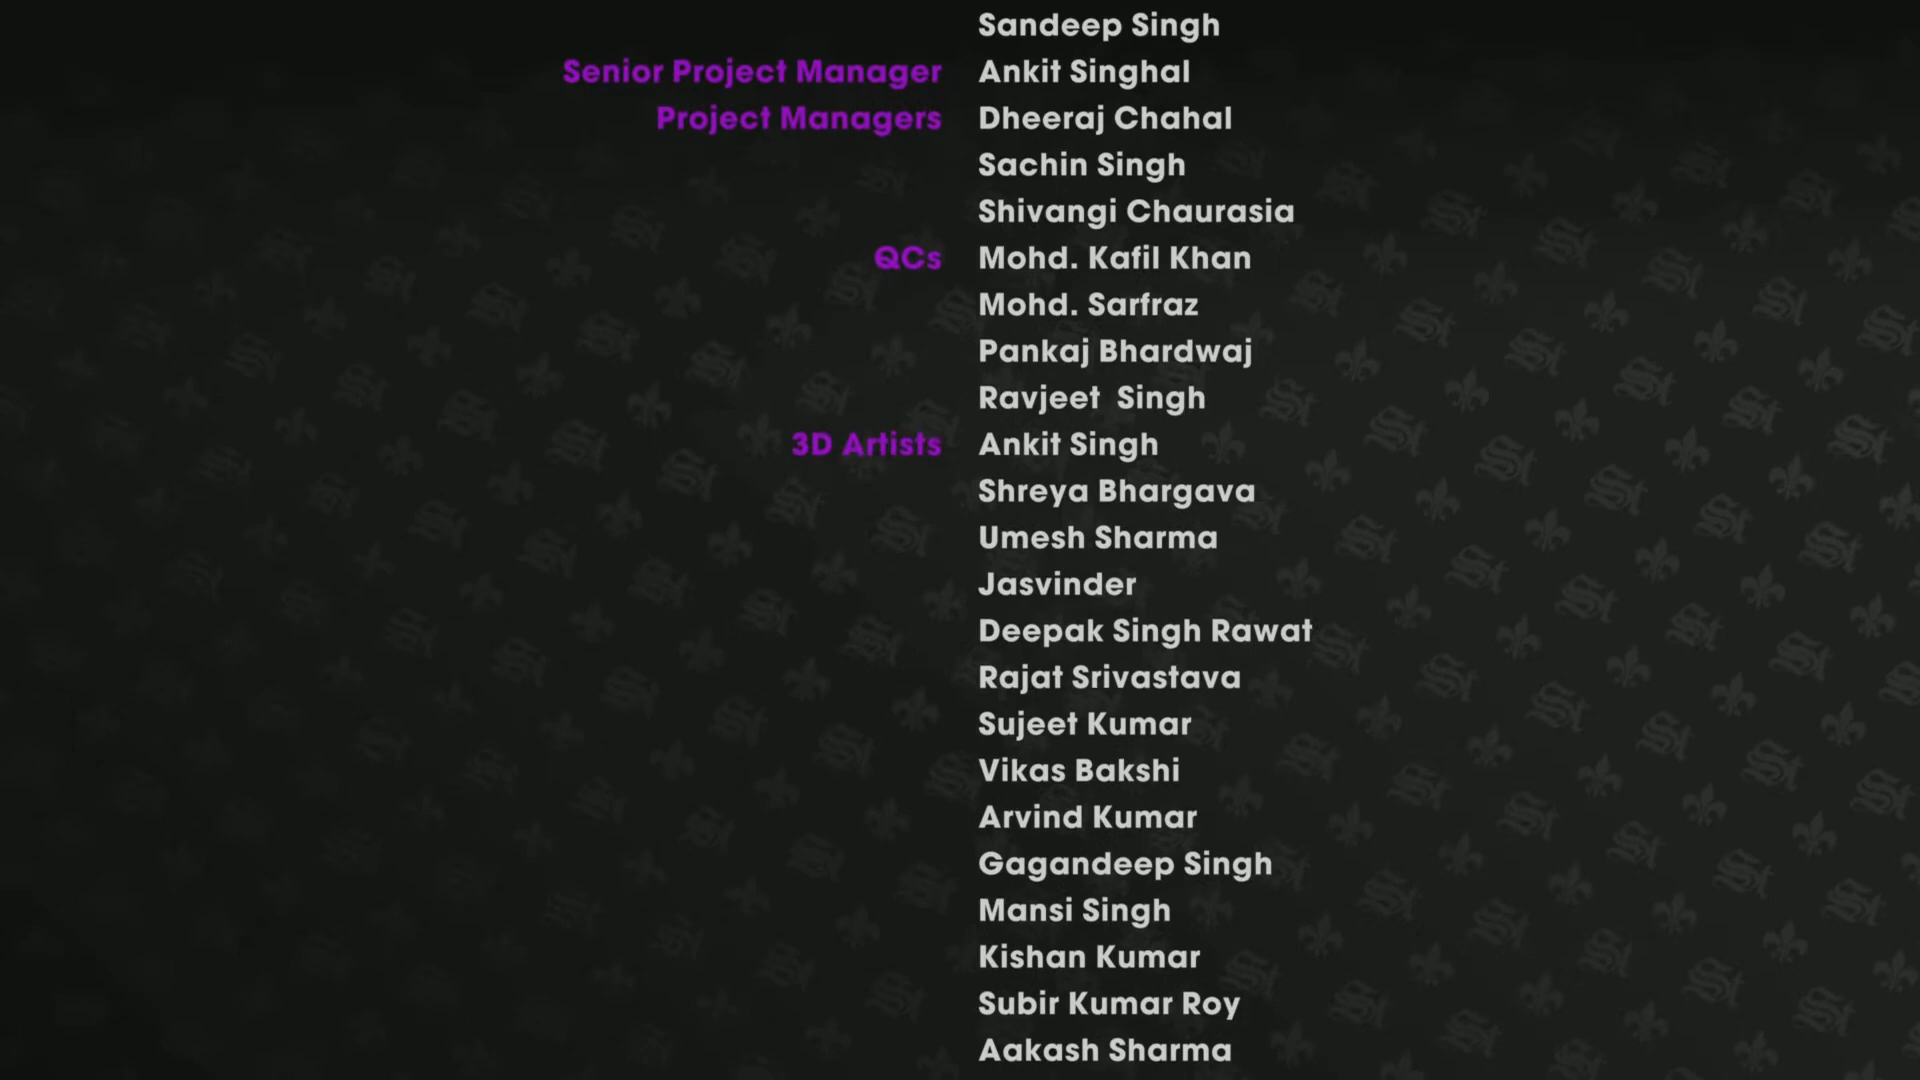 Sandeep Singh
Senior Project Manager Ankit Singhal
Project Managers Dheeraj Chahal
Sachin Singh
Shivangi Chaurasia
QCs Mohd. Kafil Khan
Mohd. Sarfraz
Pankaj Bhardwaj
Ravjeet  Singh
3D Artists Ankit Singh
Shreya Bhargava
Umesh Sharma
Jasvinder
Deepak Singh Rawat
Rajat Srivastava
Sujeet Kumar
Vikas Bakshi
Arvind Kumar
Gagandeep Singh
Mansi Singh
Kishan Kumar
Subir Kumar Roy
Aakash Sharma